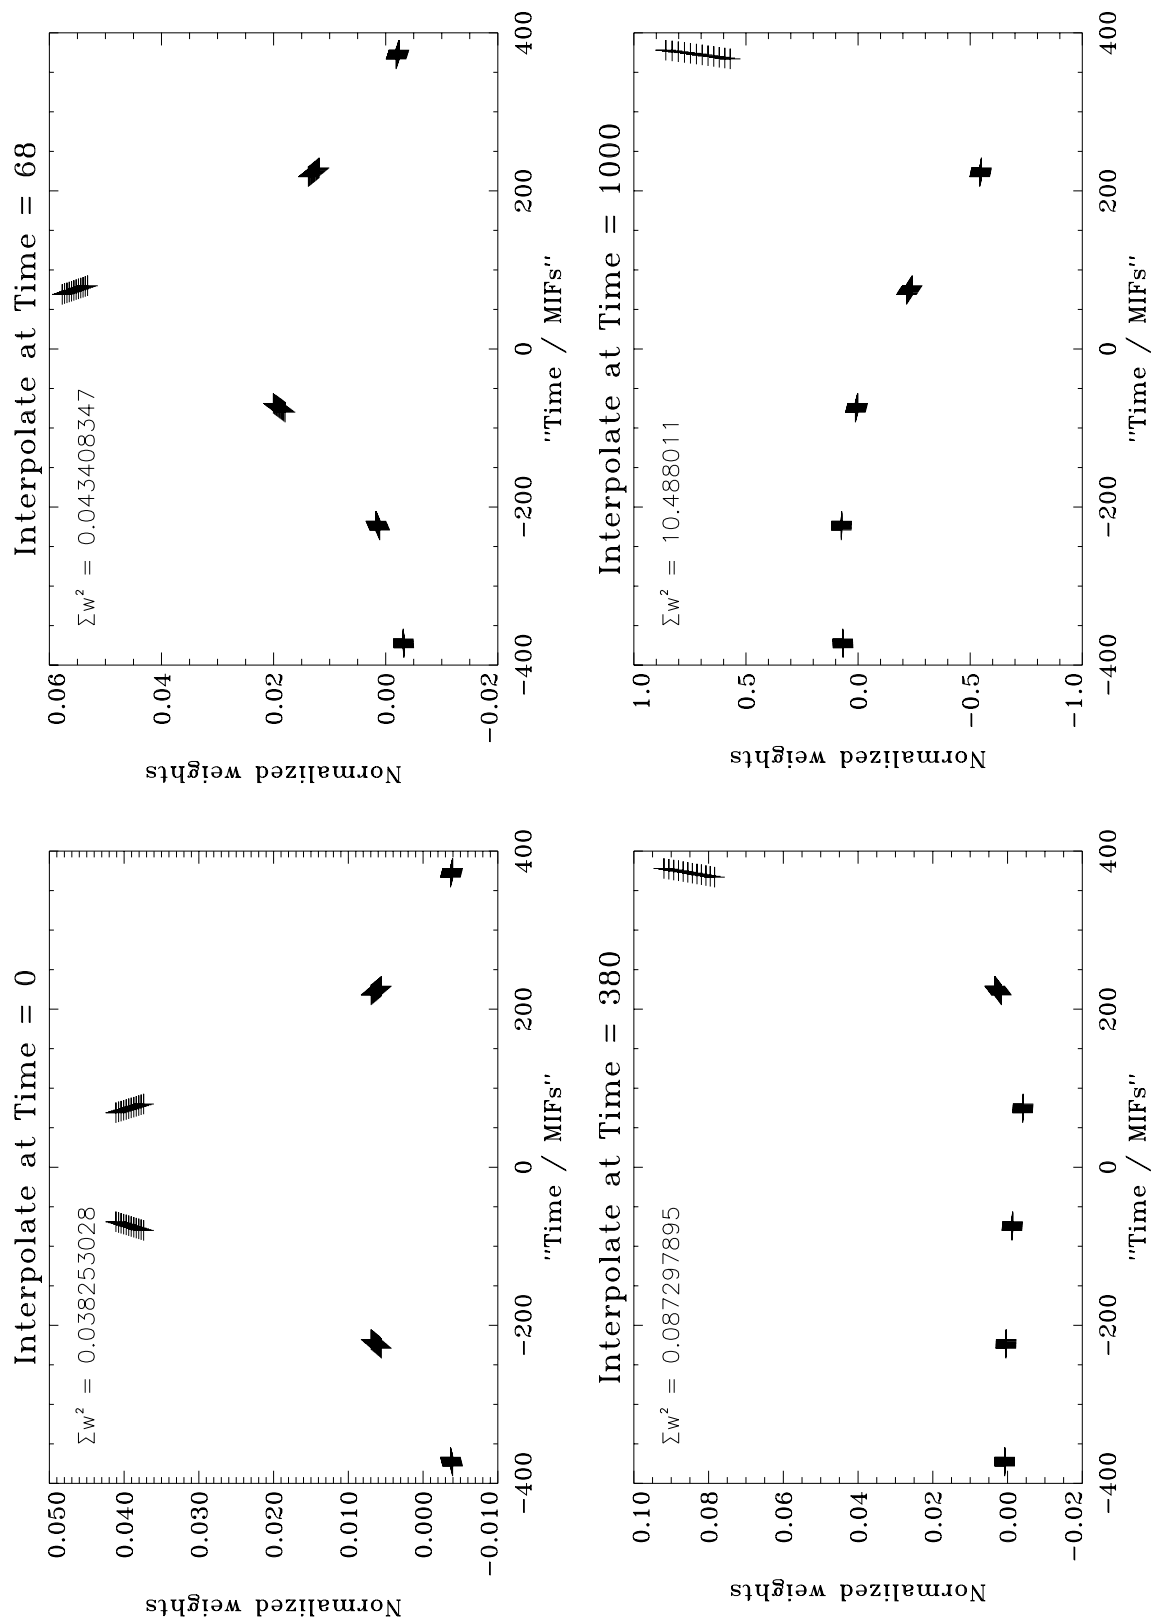 Interpolate at Time = 0
Σw² = 0.038253028
Normalized weights
0.050
0.040
0.030
0.020
0.010
0.000
−0.010
−400 −200 0 200 400
"Time / MIFs"
Interpolate at Time = 68
Σw² = 0.043408347
Normalized weights
0.06
0.04
0.02
0.00
−0.02
−400 −200 0 200 400
"Time / MIFs"
Interpolate at Time = 380
Σw² = 0.087297895
Normalized weights
0.10
0.08
0.06
0.04
0.02
0.00
−0.02
−400 −200 0 200 400
"Time / MIFs"
Interpolate at Time = 1000
Σw² = 10.488011
Normalized weights
1.0
0.5
0.0
−0.5
−1.0
−400 −200 0 200 400
"Time / MIFs"